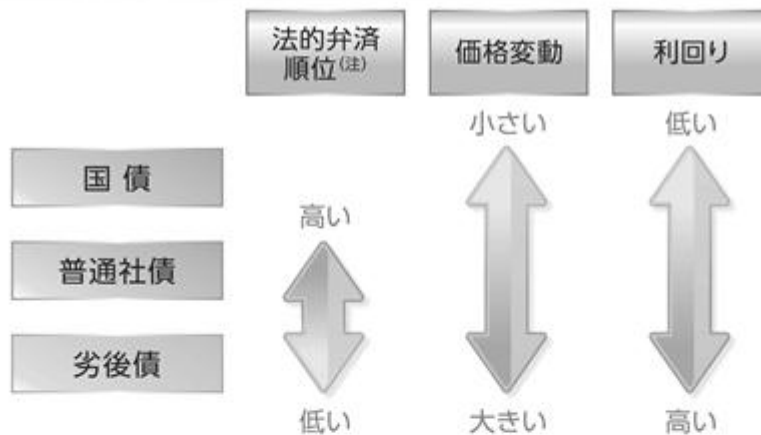 法的弁済
順位(注)
価格変動
利回り
小さい
低い
国債
高い
普通社債
劣後債
低い
大きい
高い